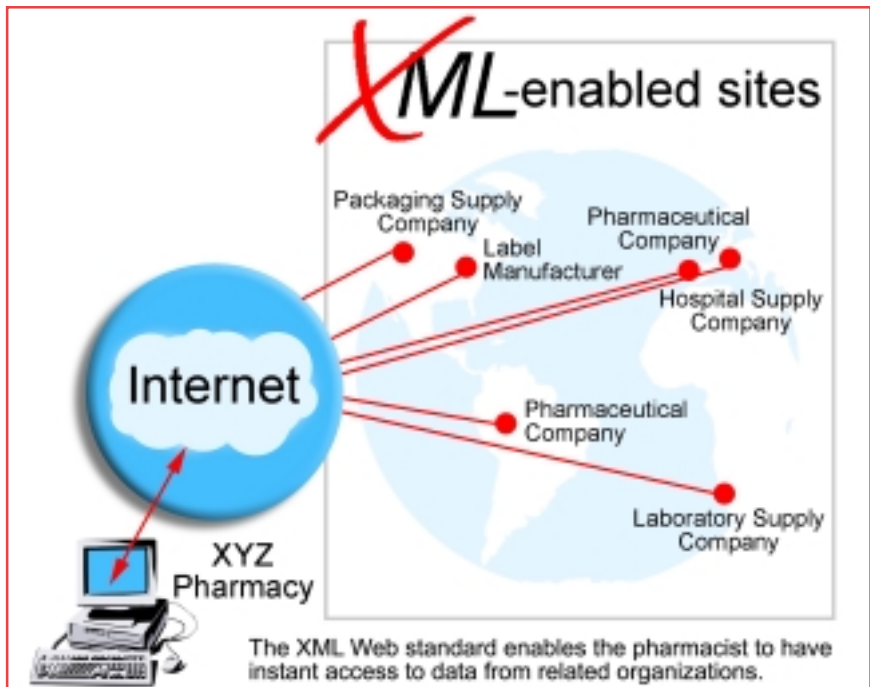 XML-enabled sites
Packaging Supply
Company
Label
Manufacturer
Pharmaceutical
Company
Hospital Supply
Company
Internet
Pharmaceutical
Company
Laboratory Supply
Company
XYZ
Pharmacy
The XML Web standard enables the pharmacist to have
instant access to data from related organizations.